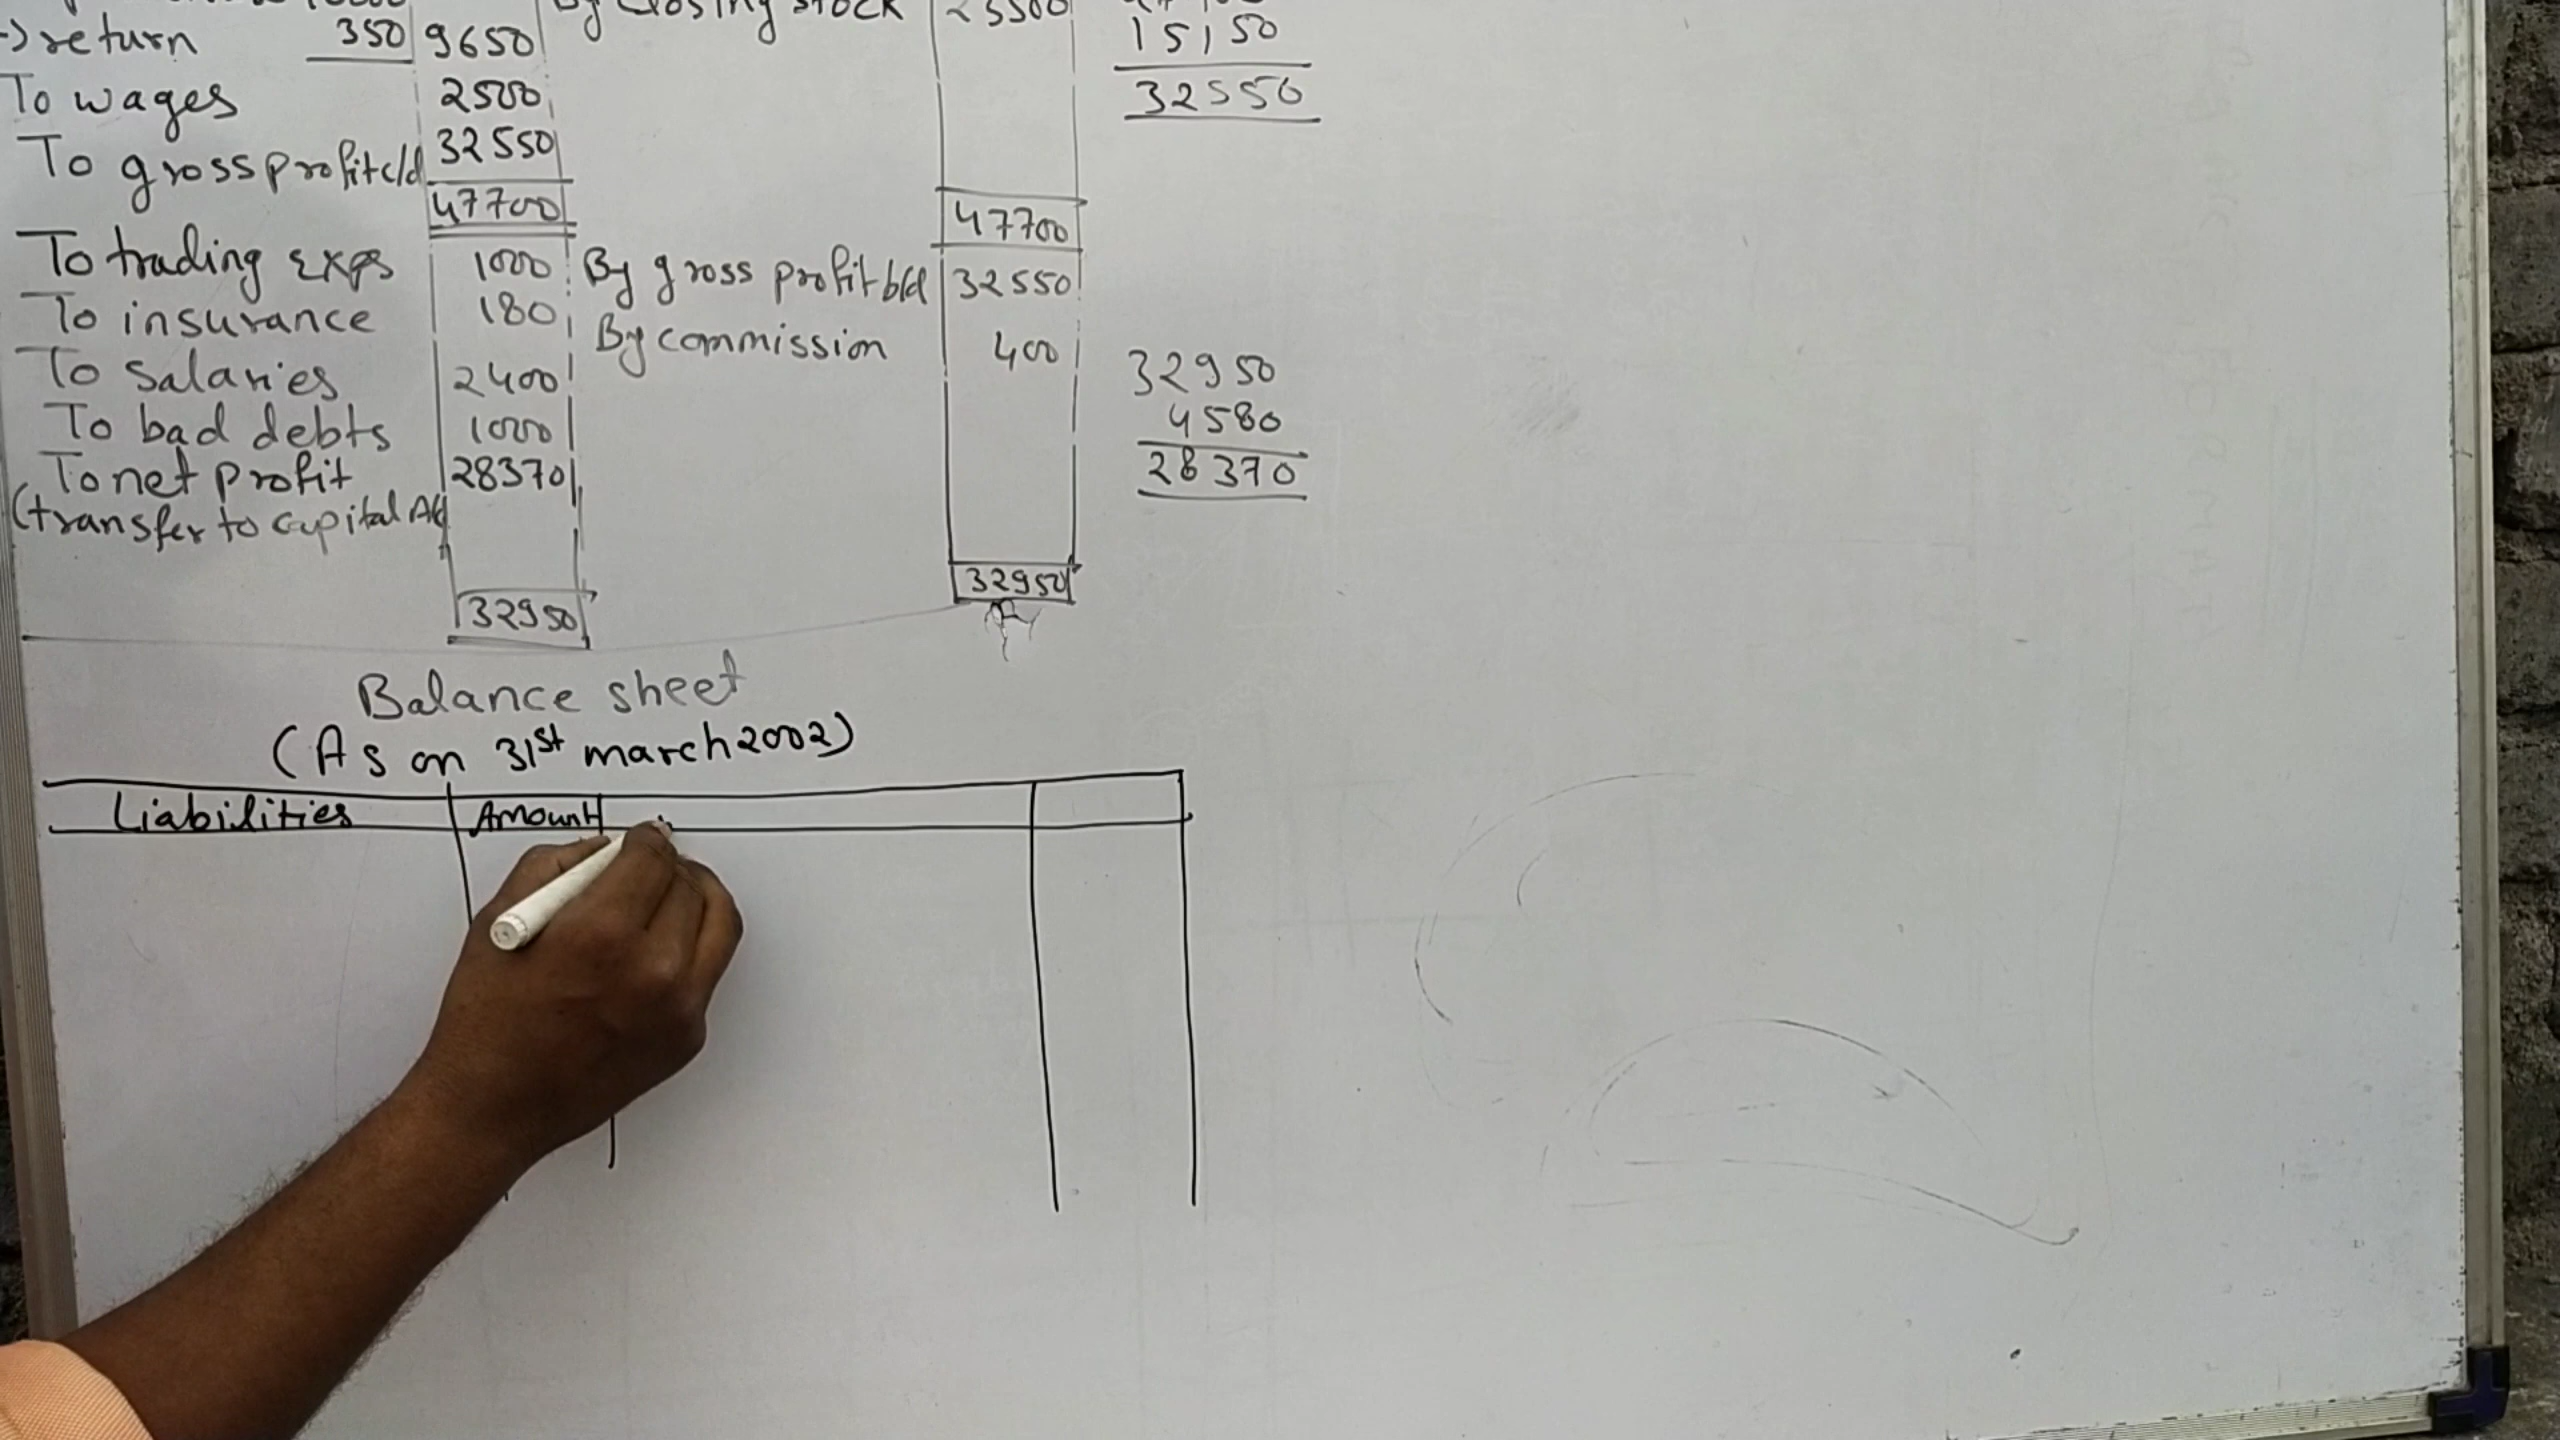 return 350 9650 By closing stock 15150
To wages 2500 32550
To gross profit c/d 32550
47700 47700
To trading Exps 1000 By gross profit b/d 32550
To insurance 180 By commission 400
To Salaries 2400 32950
To bad debts 1000 4580
To net profit 28370 28370
(transfer to capital A/c
32950 32950
Balance sheet
(As on 31st march 2002)
Liabilities Amount